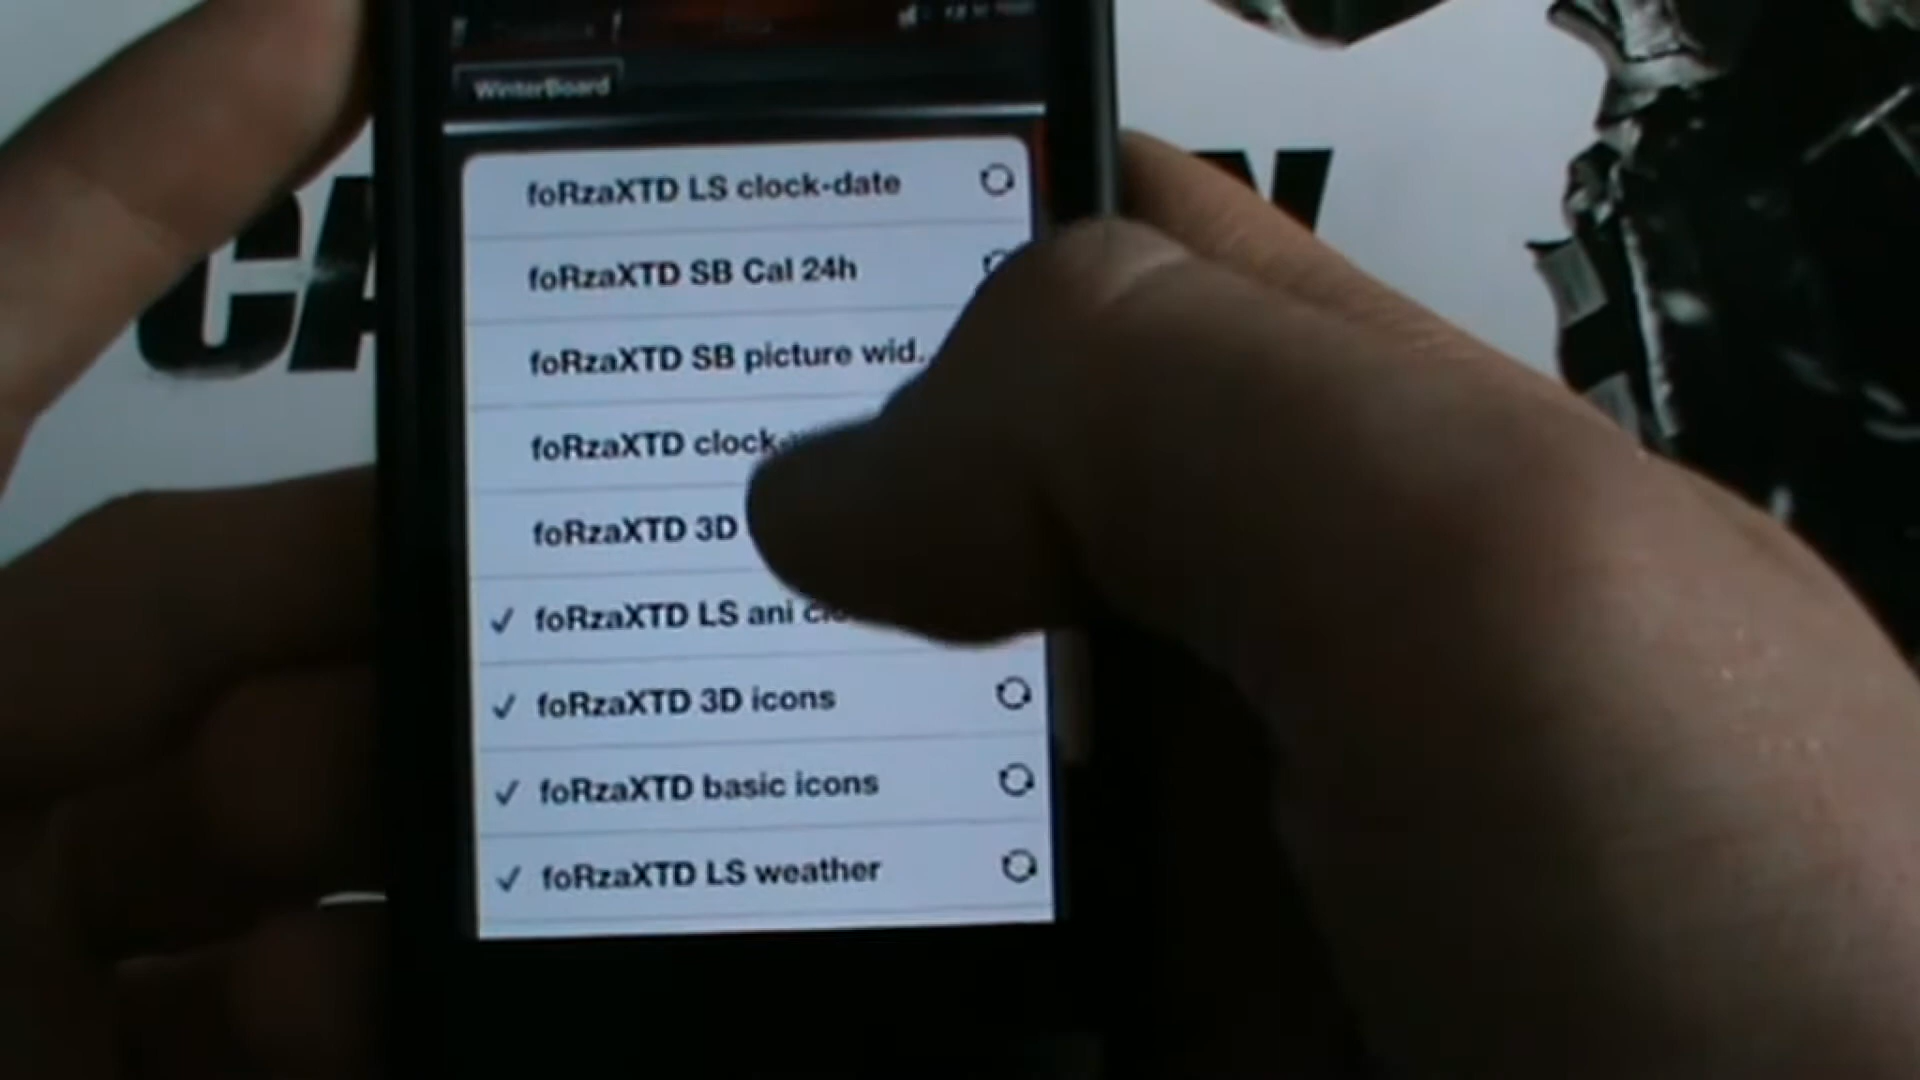 WinterBoard
foRzaXTD LS clock-date
foRzaXTD SB Cal 24h
foRzaXTD SB picture wid..
foRzaXTD clock-
foRzaXTD 3D
foRzaXTD LS ani
foRzaXTD 3D icons
foRzaXTD basic icons
foRzaXTD LS weather